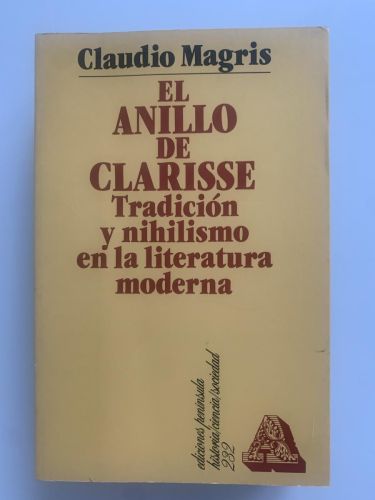 Claudio Magris
EL
ANILLO
DE
CLARISSE
Tradición
y nihilismo
en la literatura
moderna
ediciones península
historia/ciencia/sociedad
232